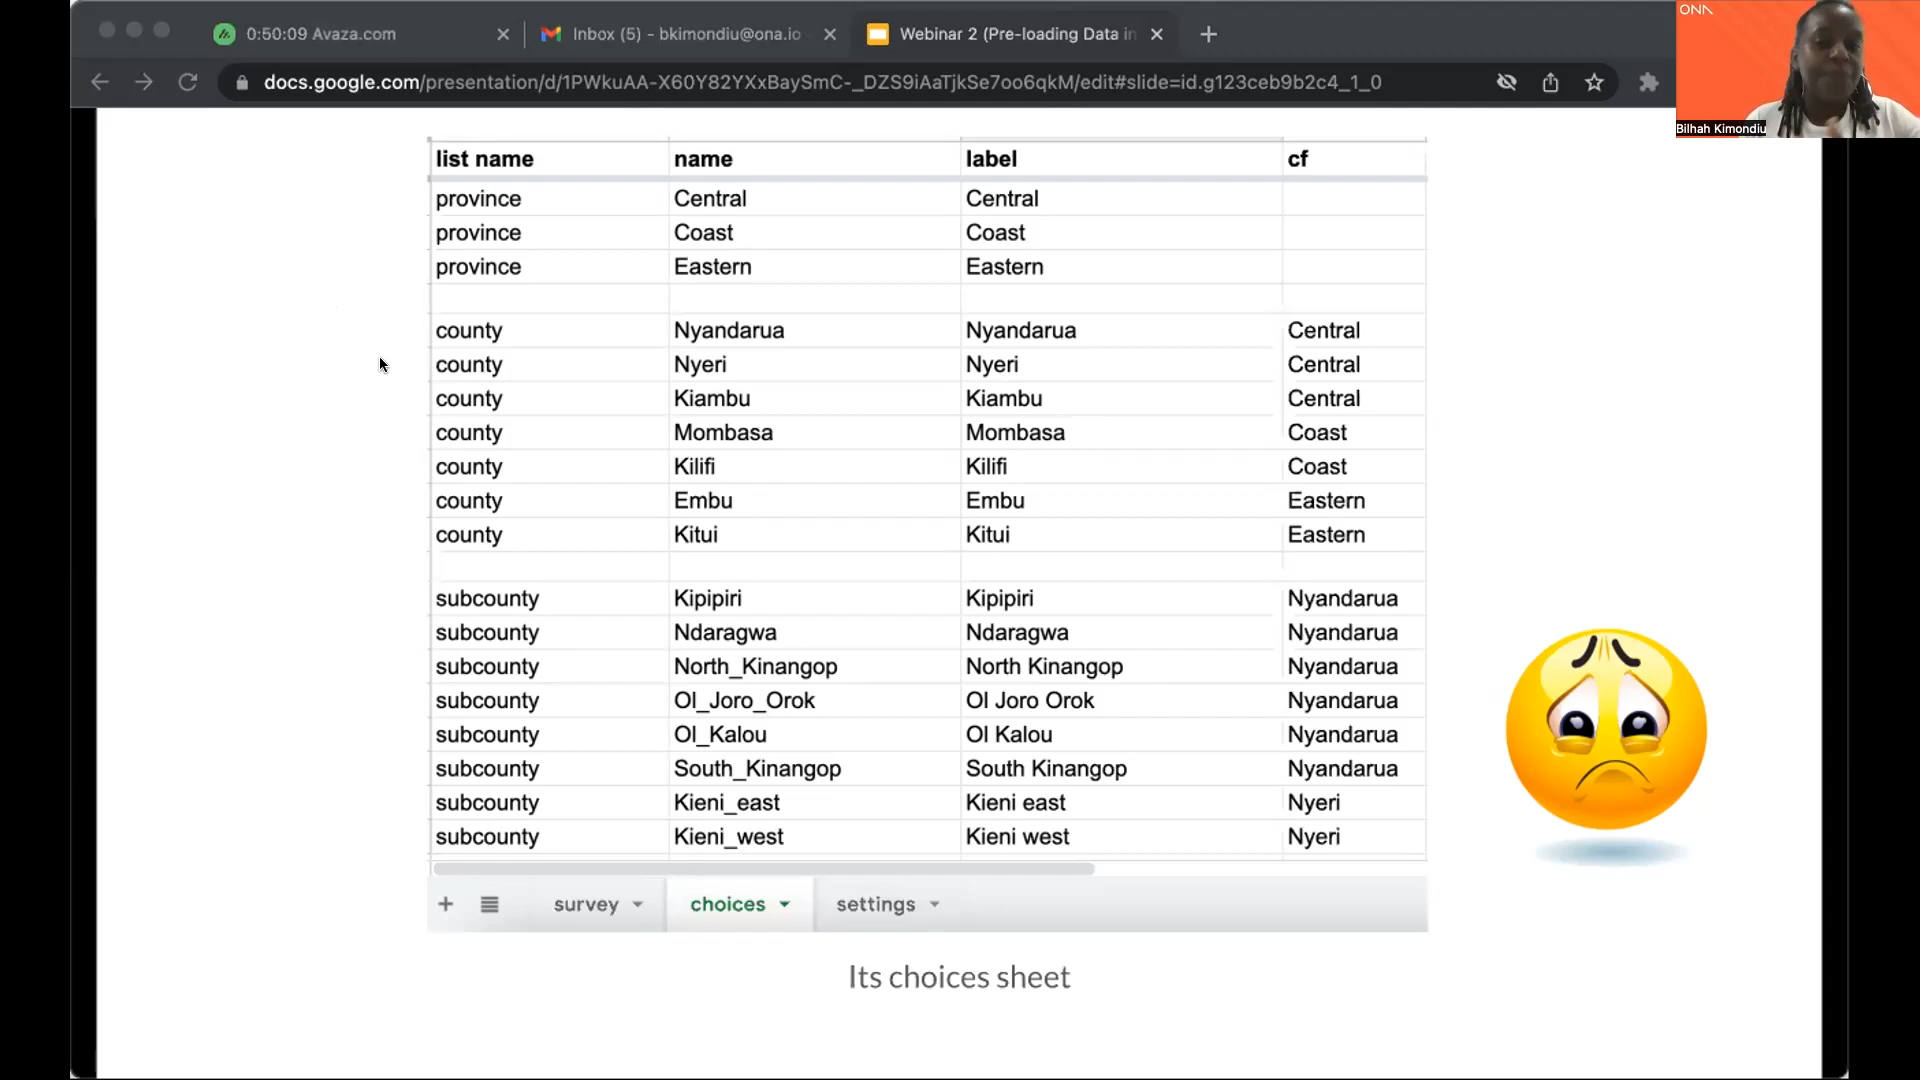 0:50:09 Avaza.com
Inbox (5) - bkimondiu@ona.io
Webinar 2 (Pre-loading Data in
docs.google.com/presentation/d/1PWkuAA-X60Y82YXxBaySmC-_DZS9iAaTjkSe7oo6qkM/edit#slide=id.g123ceb9b2c4_1_0
ONA
Bilhah Kimondiu
list name name label cf
province Central Central
province Coast Coast
province Eastern Eastern
county Nyandarua Nyandarua Central
county Nyeri Nyeri Central
county Kiambu Kiambu Central
county Mombasa Mombasa Coast
county Kilifi Kilifi Coast
county Embu Embu Eastern
county Kitui Kitui Eastern
subcounty Kipipiri Kipipiri Nyandarua
subcounty Ndaragwa Ndaragwa Nyandarua
subcounty North_Kinangop North Kinangop Nyandarua
subcounty Ol_Joro_Orok Ol Joro Orok Nyandarua
subcounty Ol_Kalou Ol Kalou Nyandarua
subcounty South_Kinangop South Kinangop Nyandarua
subcounty Kieni_east Kieni east Nyeri
subcounty Kieni_west Kieni west Nyeri
survey choices settings
Its choices sheet